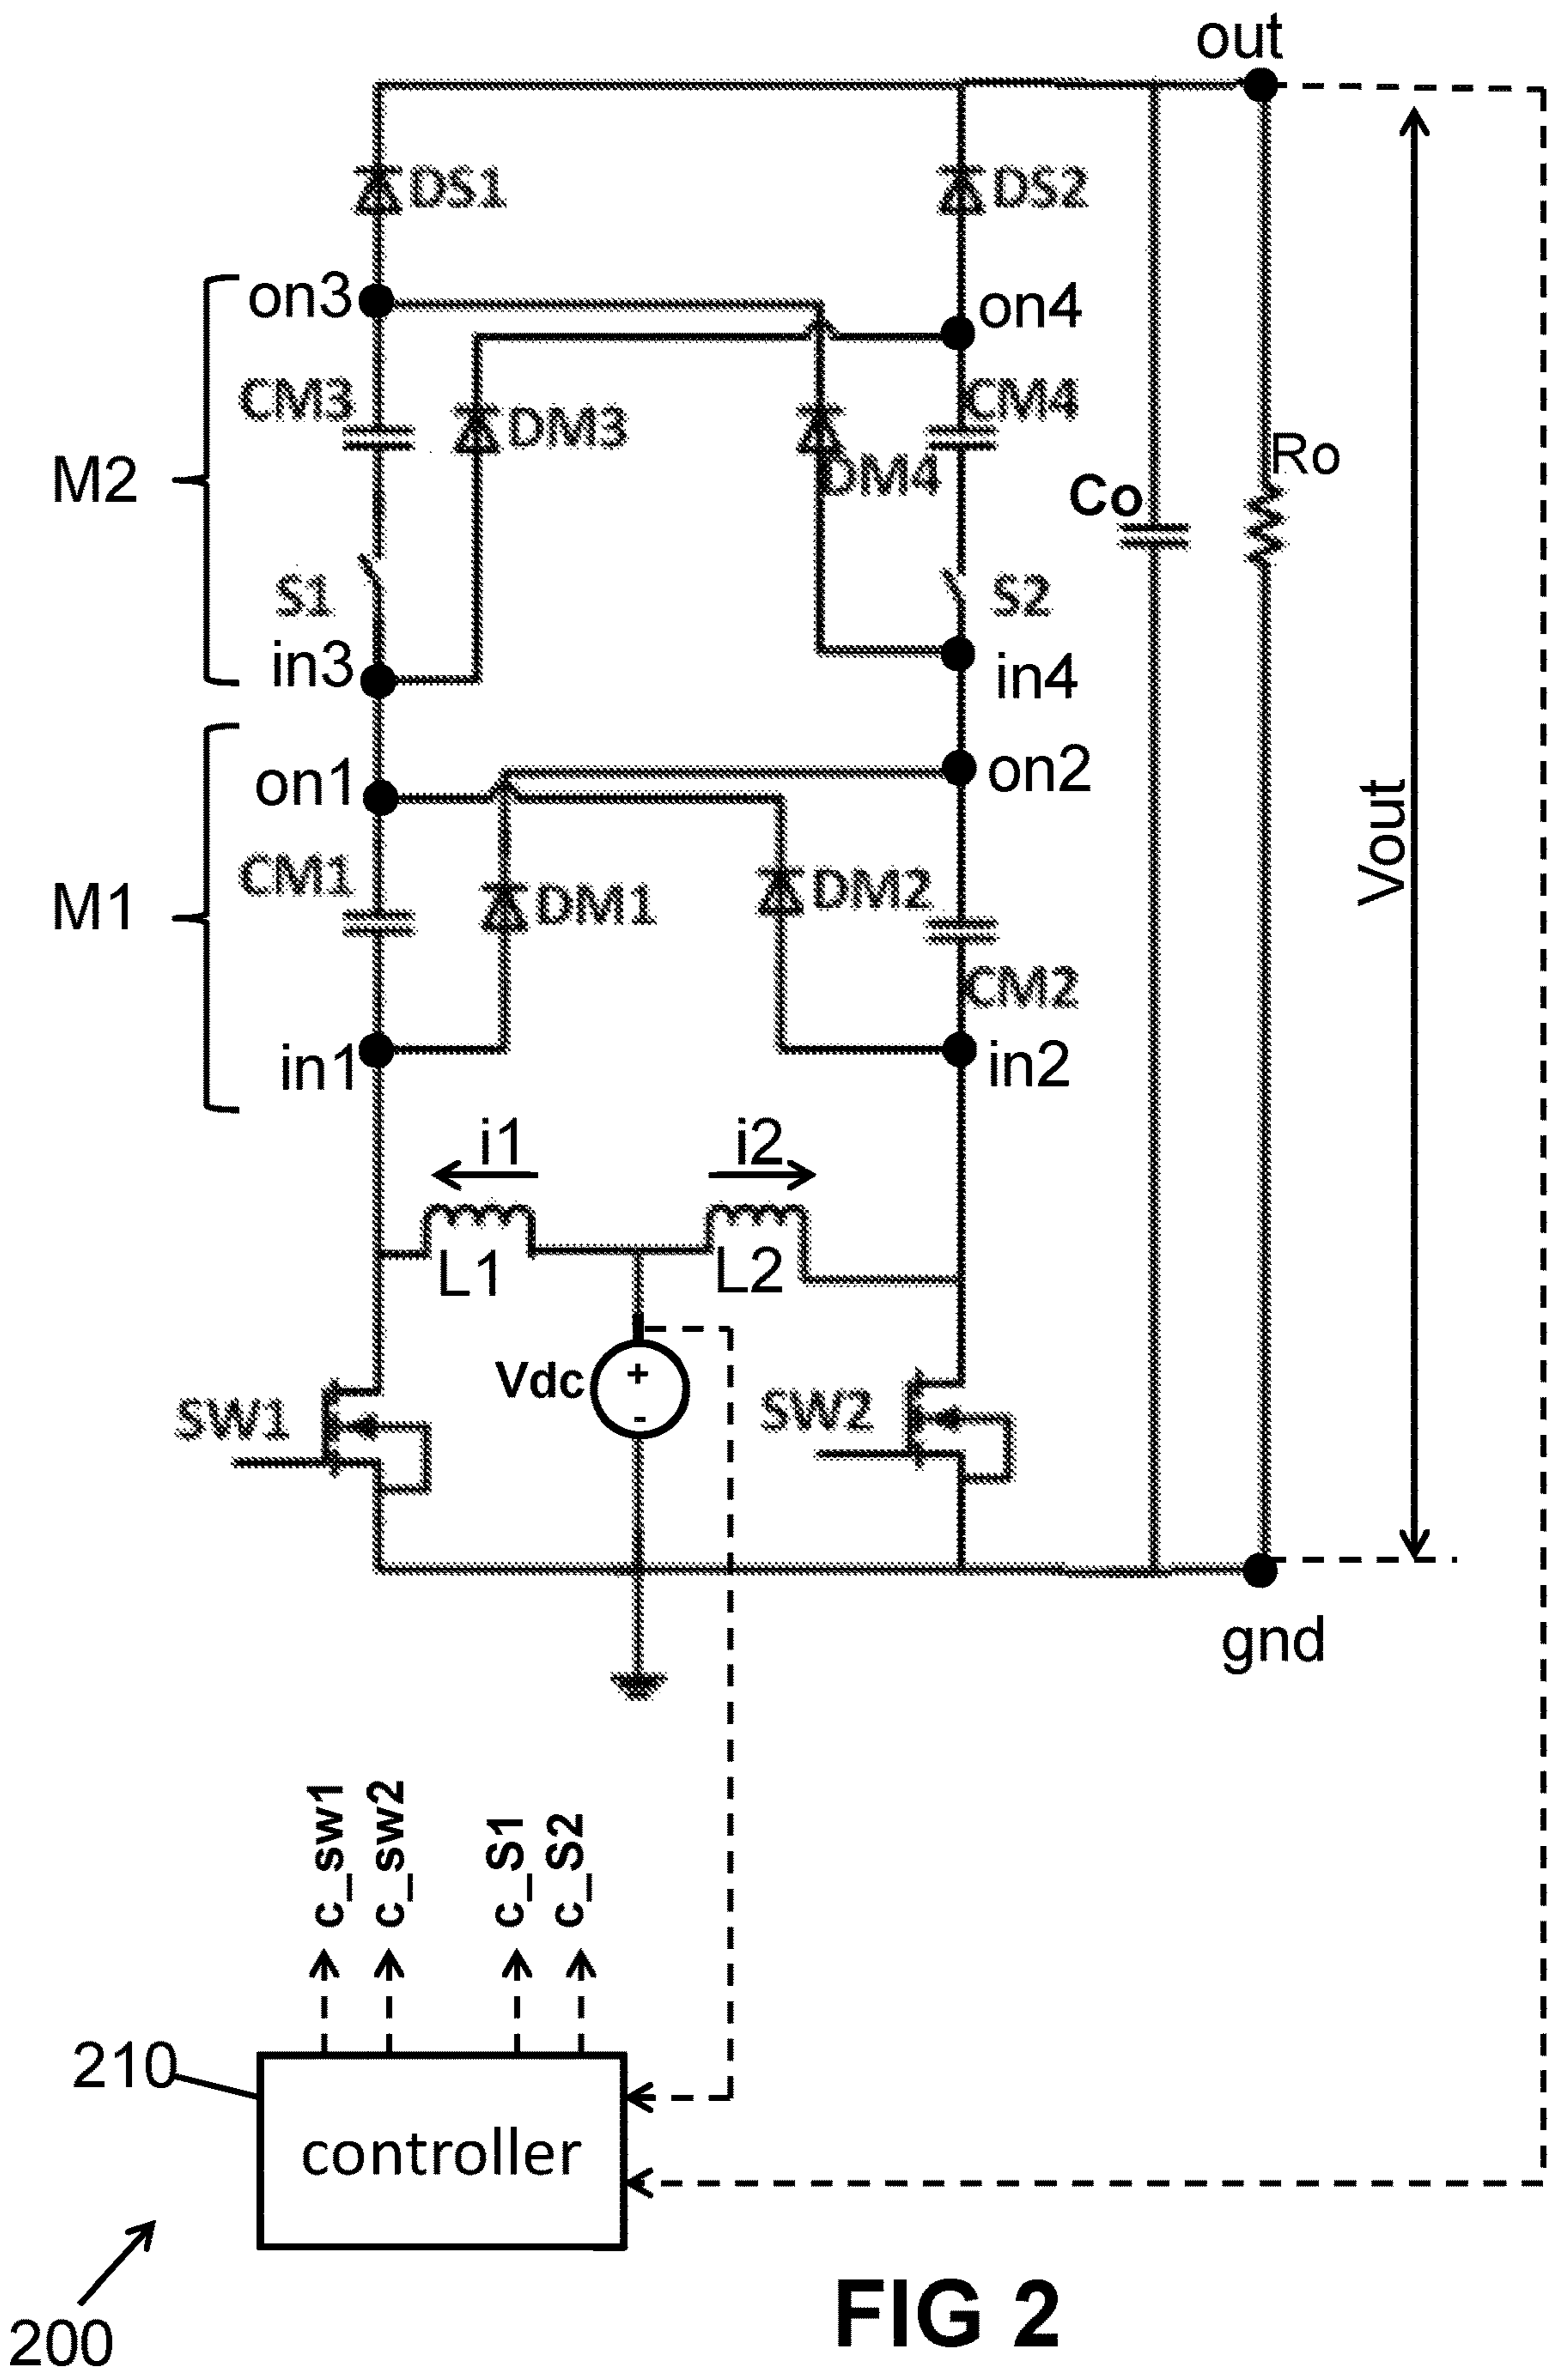 out
DS1 DS2
on3 on4
CM3 DM3 CM4
M2 DM4 Co Ro
S1 S2
in3 in4
on1 on2
Vout
CM1 DM1 DM2
M1
CM2
in1 in2
i1 i2
L1 L2
Vdc + -
SW1 SW2
gnd
c_sw1
c_sw2
c_S1
c_S2
210
controller
200
FIG 2